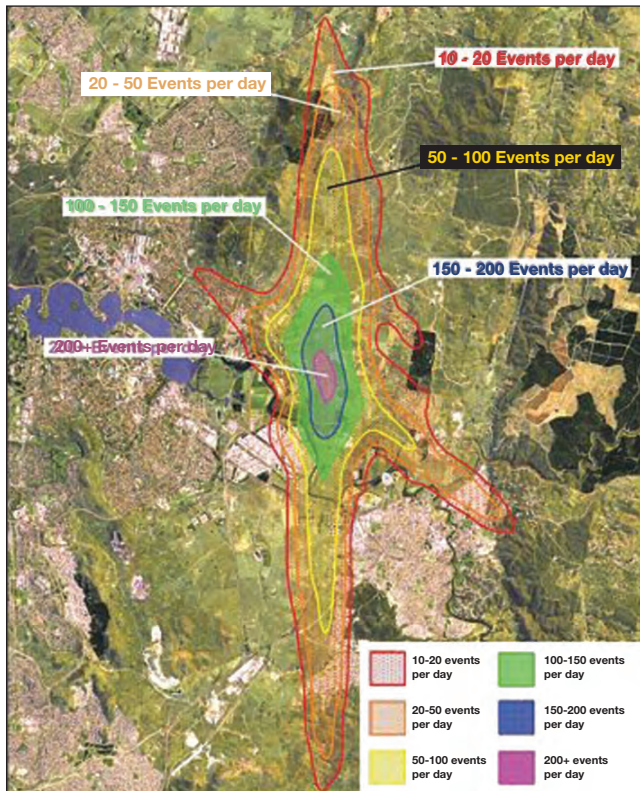 10 - 20 Events per day
20 - 50 Events per day
50 - 100 Events per day
100 - 150 Events per day
150 - 200 Events per day
200+ Events per day
10-20 events
per day
20-50 events
per day
50-100 events
per day
100-150 events
per day
150-200 events
per day
200+ events
per day